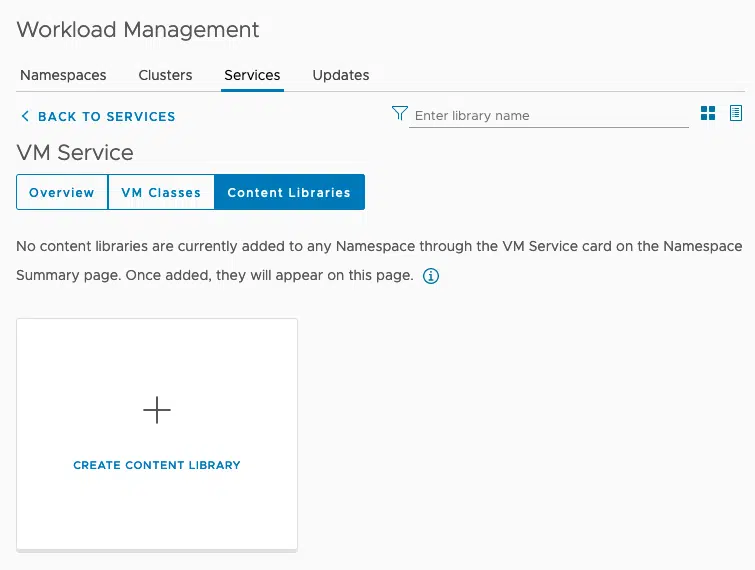 Workload Management
Namespaces Clusters Services Updates
BACK TO SERVICES Enter library name
VM Service
Overview VM Classes Content Libraries
No content libraries are currently added to any Namespace through the VM Service card on the Namespace
Summary page. Once added, they will appear on this page.
CREATE CONTENT LIBRARY